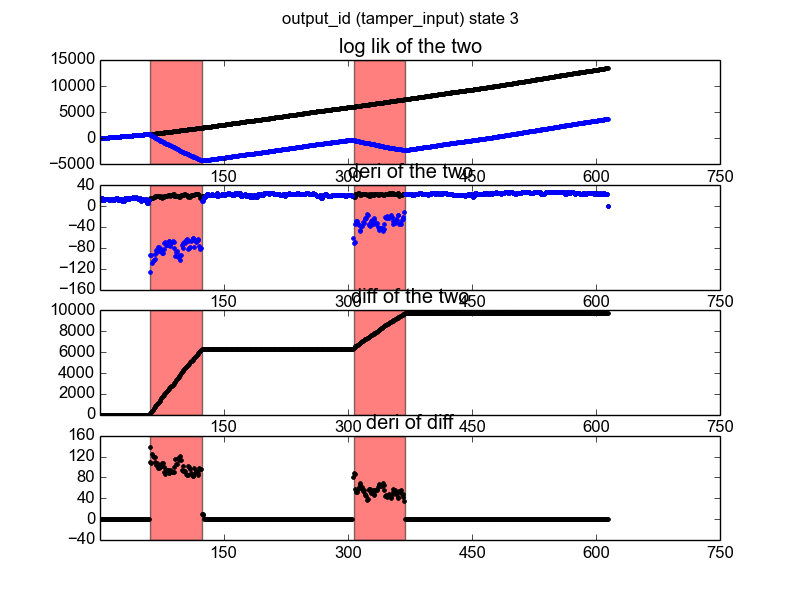 output_id (tamper_input) state 3
log lik of the two
15000
10000
5000
0
−5000
150 300 450 600 750
deri of the two
40
0
−40
−80
−120
−160
150 300 450 600 750
diff of the two
10000
8000
6000
4000
2000
0
150 300 450 600 750
deri of diff
160
120
80
40
0
−40
150 300 450 600 750